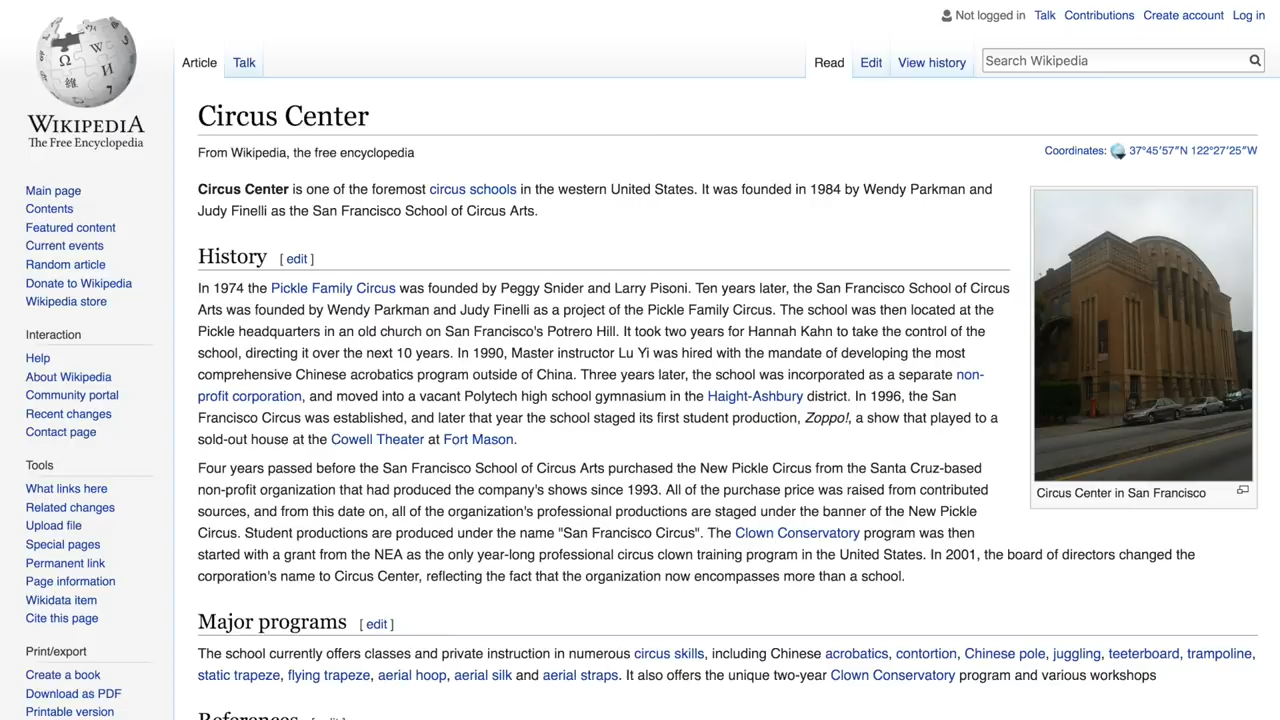 Not logged in Talk Contributions Create account Log in
Article Talk Read Edit View history Search Wikipedia
WIKIPEDIA
The Free Encyclopedia
Main page
Contents
Featured content
Current events
Random article
Donate to Wikipedia
Wikipedia store
Interaction
Help
About Wikipedia
Community portal
Recent changes
Contact page
Tools
What links here
Related changes
Upload file
Special pages
Permanent link
Page information
Wikidata item
Cite this page
Print/export
Create a book
Download as PDF
Printable version
Circus Center
From Wikipedia, the free encyclopedia
Coordinates: 37°45′57″N 122°27′25″W
Circus Center is one of the foremost circus schools in the western United States. It was founded in 1984 by Wendy Parkman and
Judy Finelli as the San Francisco School of Circus Arts.
History [ edit ]
In 1974 the Pickle Family Circus was founded by Peggy Snider and Larry Pisoni. Ten years later, the San Francisco School of Circus
Arts was founded by Wendy Parkman and Judy Finelli as a project of the Pickle Family Circus. The school was then located at the
Pickle headquarters in an old church on San Francisco's Potrero Hill. It took two years for Hannah Kahn to take the control of the
school, directing it over the next 10 years. In 1990, Master instructor Lu Yi was hired with the mandate of developing the most
comprehensive Chinese acrobatics program outside of China. Three years later, the school was incorporated as a separate non-
profit corporation, and moved into a vacant Polytech high school gymnasium in the Haight-Ashbury district. In 1996, the San
Francisco Circus was established, and later that year the school staged its first student production, Zoppo!, a show that played to a
sold-out house at the Cowell Theater at Fort Mason.
Four years passed before the San Francisco School of Circus Arts purchased the New Pickle Circus from the Santa Cruz-based
non-profit organization that had produced the company's shows since 1993. All of the purchase price was raised from contributed
sources, and from this date on, all of the organization's professional productions are staged under the banner of the New Pickle
Circus. Student productions are produced under the name "San Francisco Circus". The Clown Conservatory program was then
started with a grant from the NEA as the only year-long professional circus clown training program in the United States. In 2001, the board of directors changed the
corporation's name to Circus Center, reflecting the fact that the organization now encompasses more than a school.
Circus Center in San Francisco
Major programs [ edit ]
The school currently offers classes and private instruction in numerous circus skills, including Chinese acrobatics, contortion, Chinese pole, juggling, teeterboard, trampoline,
static trapeze, flying trapeze, aerial hoop, aerial silk and aerial straps. It also offers the unique two-year Clown Conservatory program and various workshops
References [ edit ]